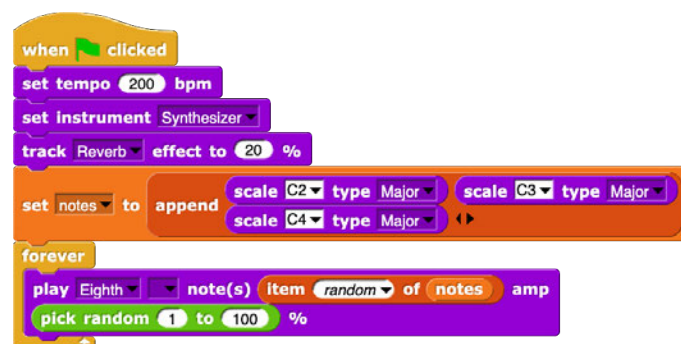 when clicked
set tempo 200 bpm
set instrument Synthesizer
track Reverb effect to 20 %
set notes to append scale C2 type Major scale C3 type Major
scale C4 type Major
forever
play Eighth note(s) item random of notes amp
pick random 1 to 100 %